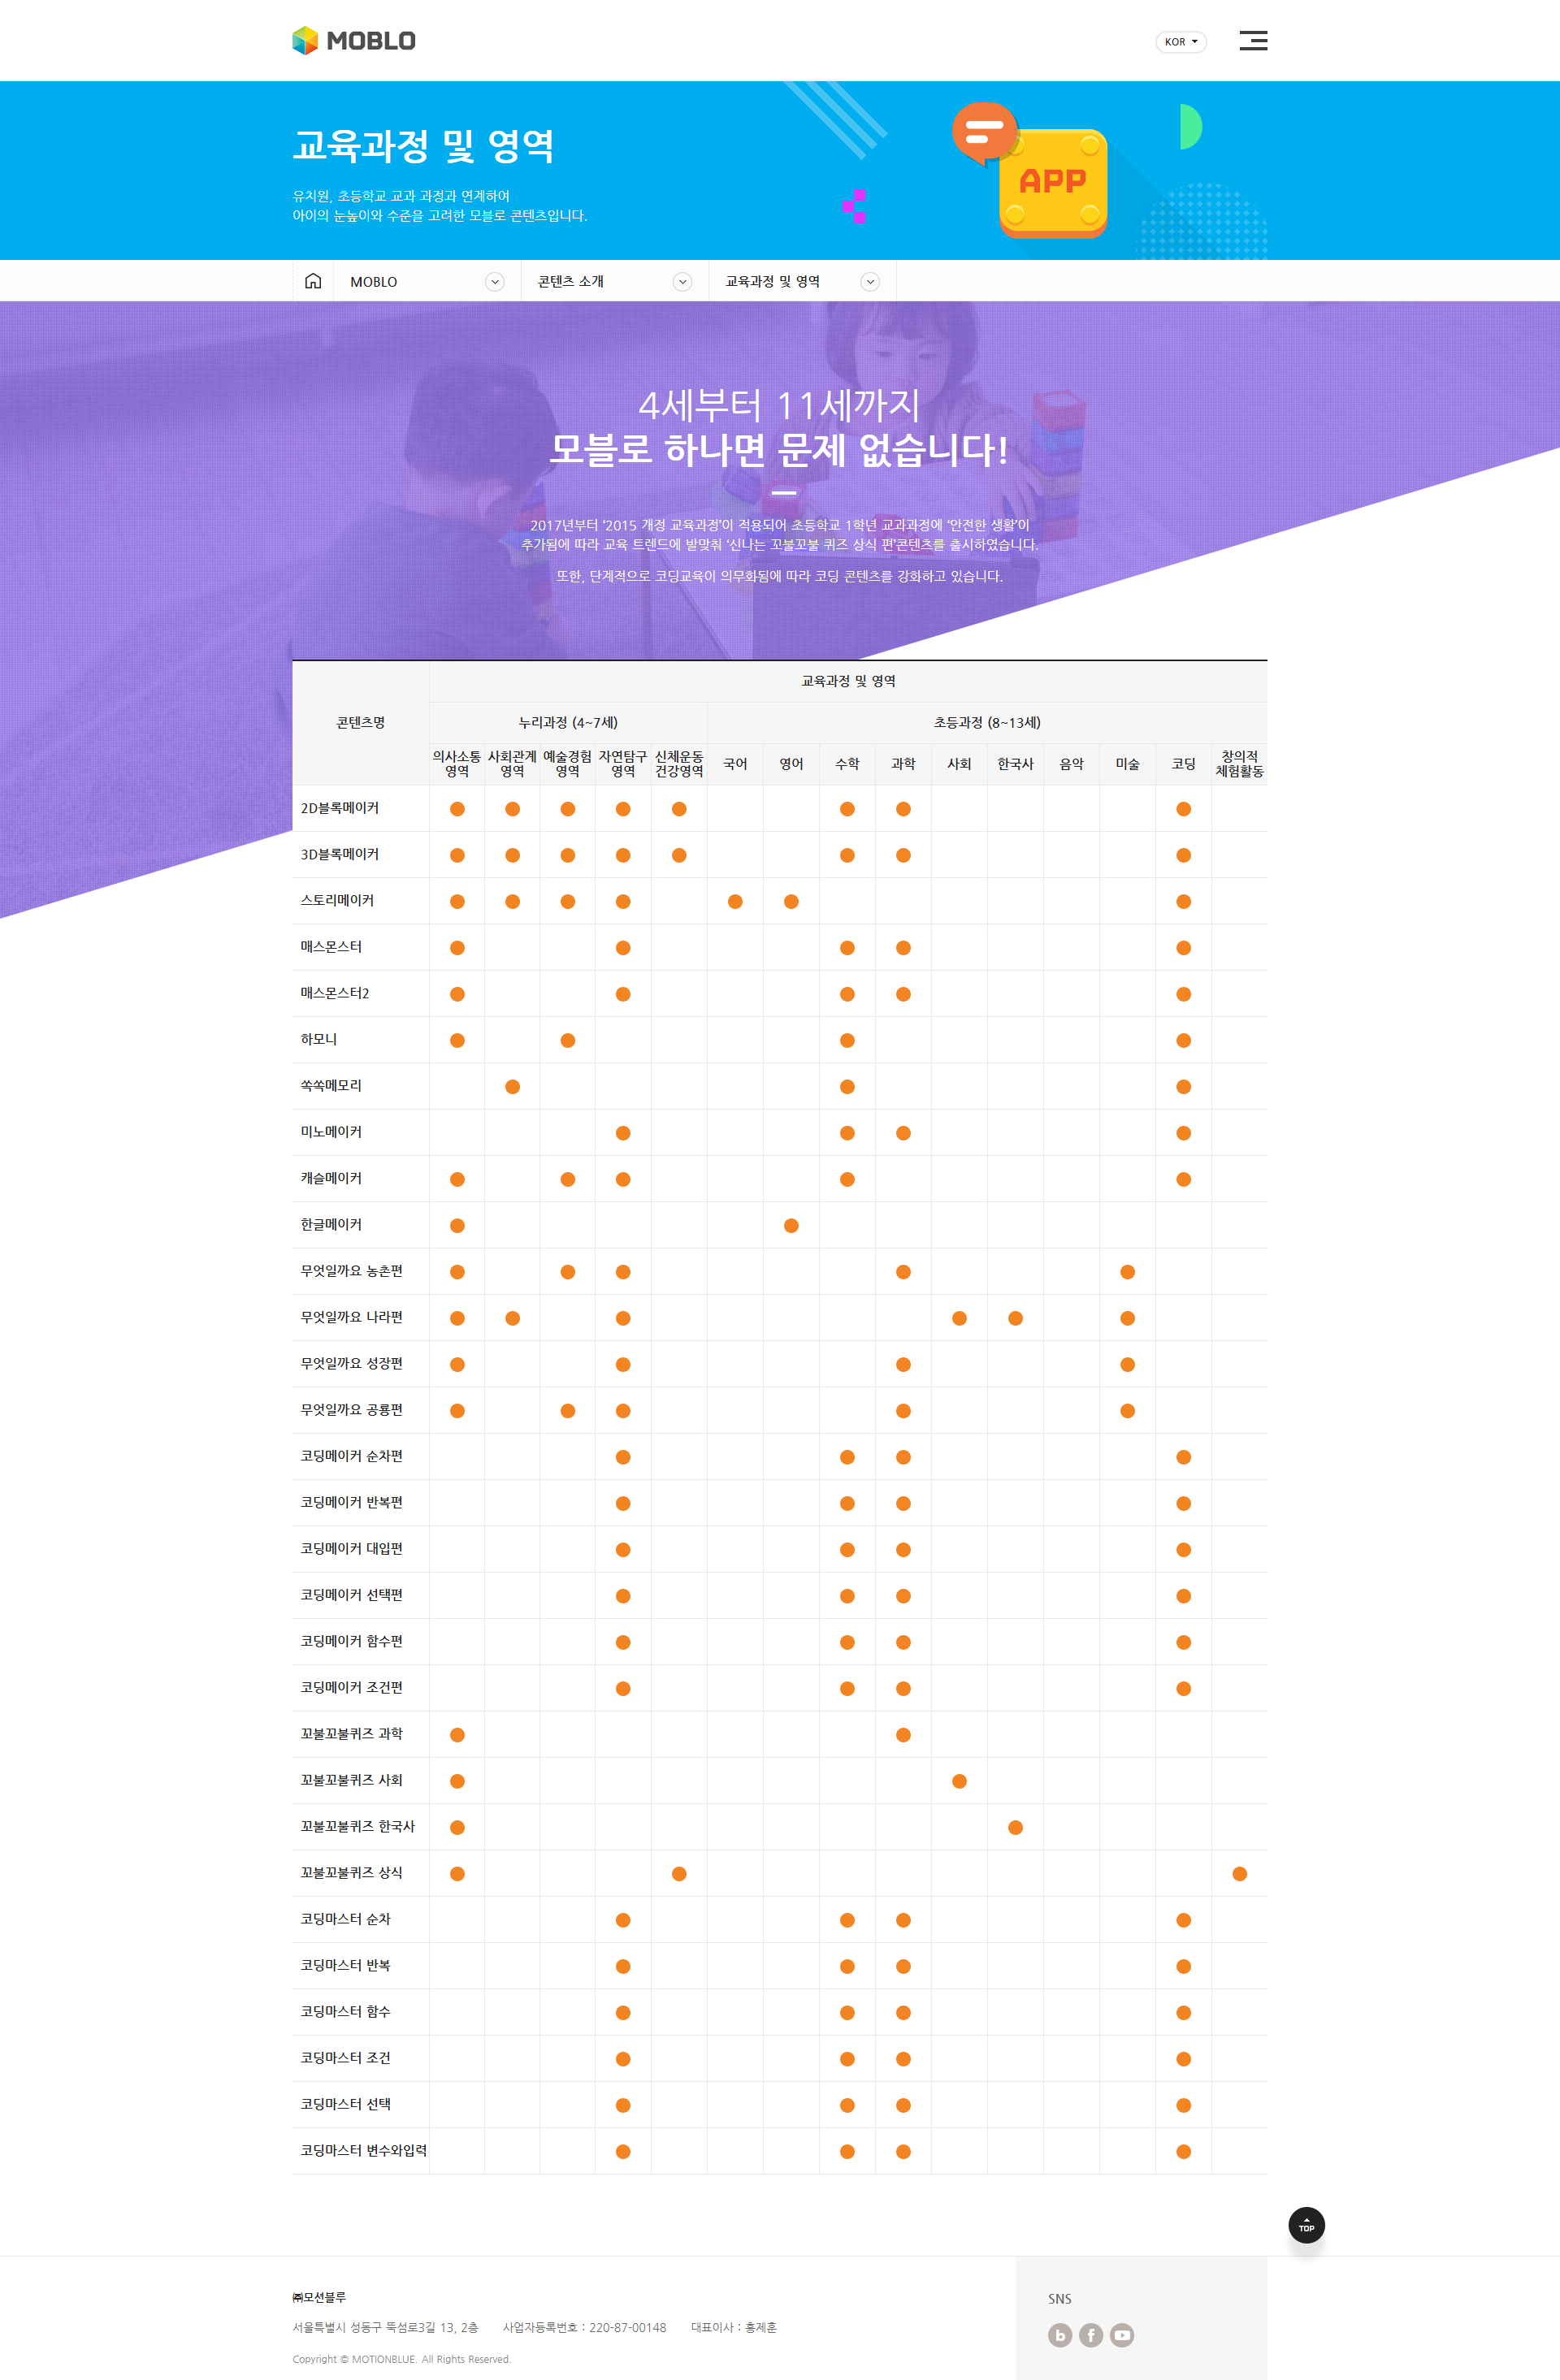 MOBLO
KOR
교육과정 및 영역
유치원, 초등학교 교과 과정과 연계하여
아이의 눈높이와 수준을 고려한 모블로 콘텐츠입니다.
APP
MOBLO
콘텐츠 소개
교육과정 및 영역
4세부터 11세까지
모블로 하나면 문제 없습니다!
2017년부터 ‘2015 개정 교육과정’이 적용되어 초등학교 1학년 교과과정에 ‘안전한 생활’이
추가됨에 따라 교육 트렌드에 발맞춰 ‘신나는 꼬불꼬불 퀴즈 상식 편’콘텐츠를 출시하였습니다.
또한, 단계적으로 코딩교육이 의무화됨에 따라 코딩 콘텐츠를 강화하고 있습니다.
콘텐츠명
교육과정 및 영역
누리과정 (4~7세)
초등과정 (8~13세)
의사소통 영역
사회관계 영역
예술경험 영역
자연탐구 영역
신체운동 건강영역
국어
영어
수학
과학
사회
한국사
음악
미술
코딩
창의적 체험활동
2D블록메이커
3D블록메이커
스토리메이커
매스몬스터
매스몬스터2
하모니
쏙쏙메모리
미노메이커
캐슬메이커
한글메이커
무엇일까요 농촌편
무엇일까요 나라편
무엇일까요 성장편
무엇일까요 공룡편
코딩메이커 순차편
코딩메이커 반복편
코딩메이커 대입편
코딩메이커 선택편
코딩메이커 함수편
코딩메이커 조건편
꼬불꼬불퀴즈 과학
꼬불꼬불퀴즈 사회
꼬불꼬불퀴즈 한국사
꼬불꼬불퀴즈 상식
코딩마스터 순차
코딩마스터 반복
코딩마스터 함수
코딩마스터 조건
코딩마스터 선택
코딩마스터 변수와입력
TOP
㈜모션블루
서울특별시 성동구 뚝섬로3길 13, 2층 사업자등록번호 : 220-87-00148 대표이사 : 홍제훈
Copyright © MOTIONBLUE. All Rights Reserved.
SNS